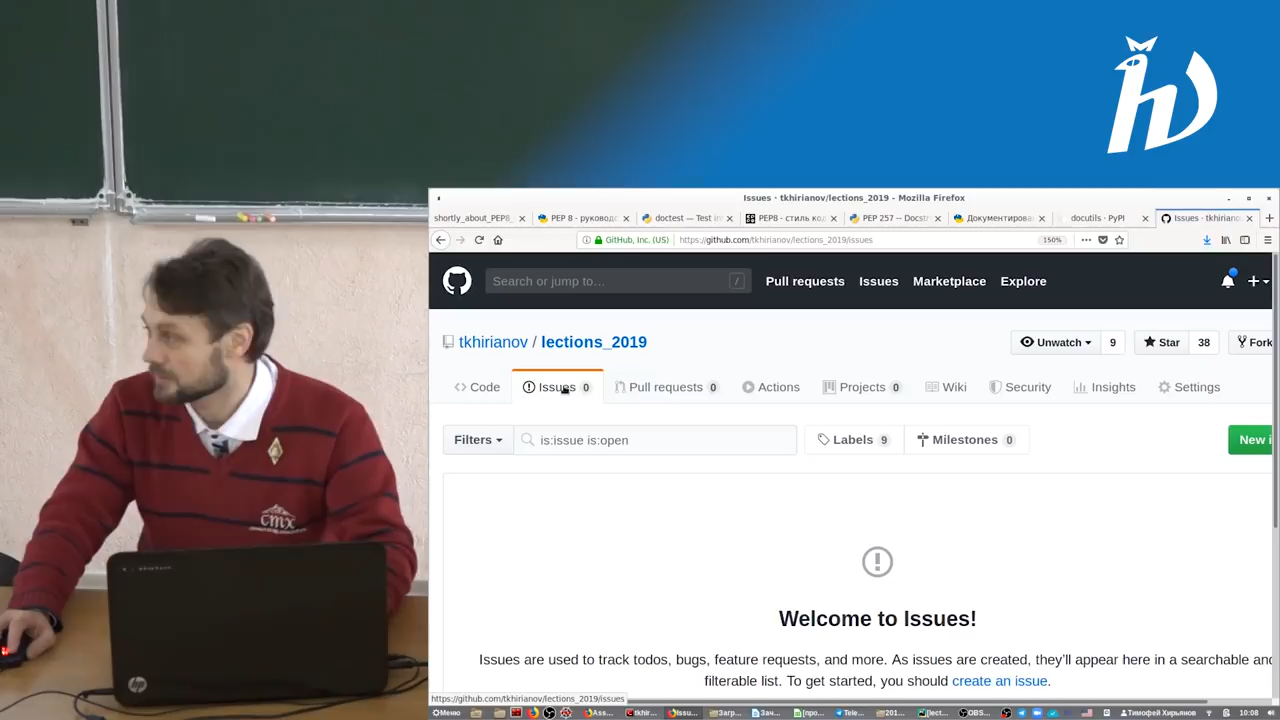 Issues · tkhirianov/lections_2019 - Mozilla Firefox
shortly_about_PEP8
PEP 8 - руководс
doctest — Test in
PEP8 - стиль код
PEP 257 -- Docstr
Документирова
docutils · PyPI
Issues · tkhirianov
GitHub, Inc. (US)
https://github.com/tkhirianov/lections_2019/issues
150%
Search or jump to…
/
Pull requests
Issues
Marketplace
Explore
tkhirianov / lections_2019
Unwatch
9
Star
38
Fork
<> Code
Issues 0
Pull requests 0
Actions
Projects 0
Wiki
Security
Insights
Settings
Filters
is:issue is:open
Labels 9
Milestones 0
New i
Welcome to Issues!
Issues are used to track todos, bugs, feature requests, and more. As issues are created, they'll appear here in a searchable and
filterable list. To get started, you should create an issue.
https://github.com/tkhirianov/lections_2019/issues
Меню
Тимофей Хирьянов
10:08
стх
hp